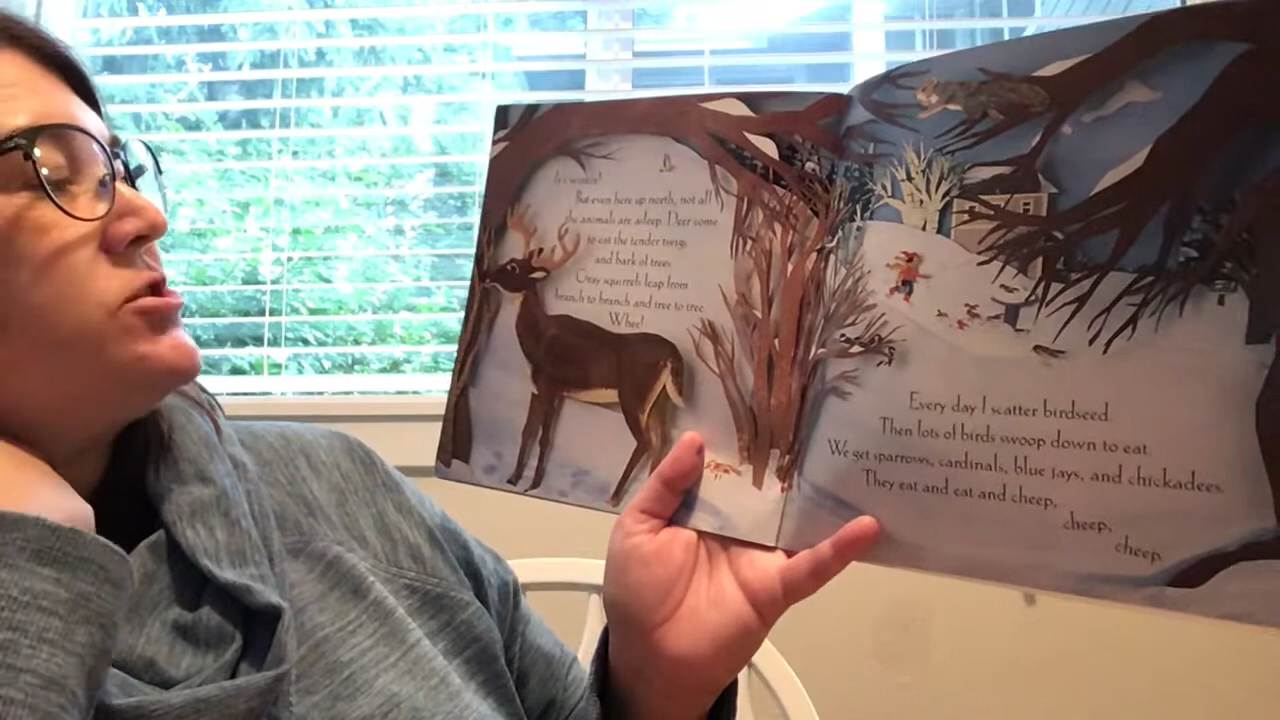 It's winter!
But even here up north, not all
the animals are asleep. Deer come
to eat the tender twigs
and bark of trees.
Gray squirrels leap from
branch to branch and tree to tree.
Whee!
Every day I scatter birdseed.
Then lots of birds swoop down to eat.
We get sparrows, cardinals, blue jays, and chickadees.
They eat and eat and cheep,
cheep,
cheep.